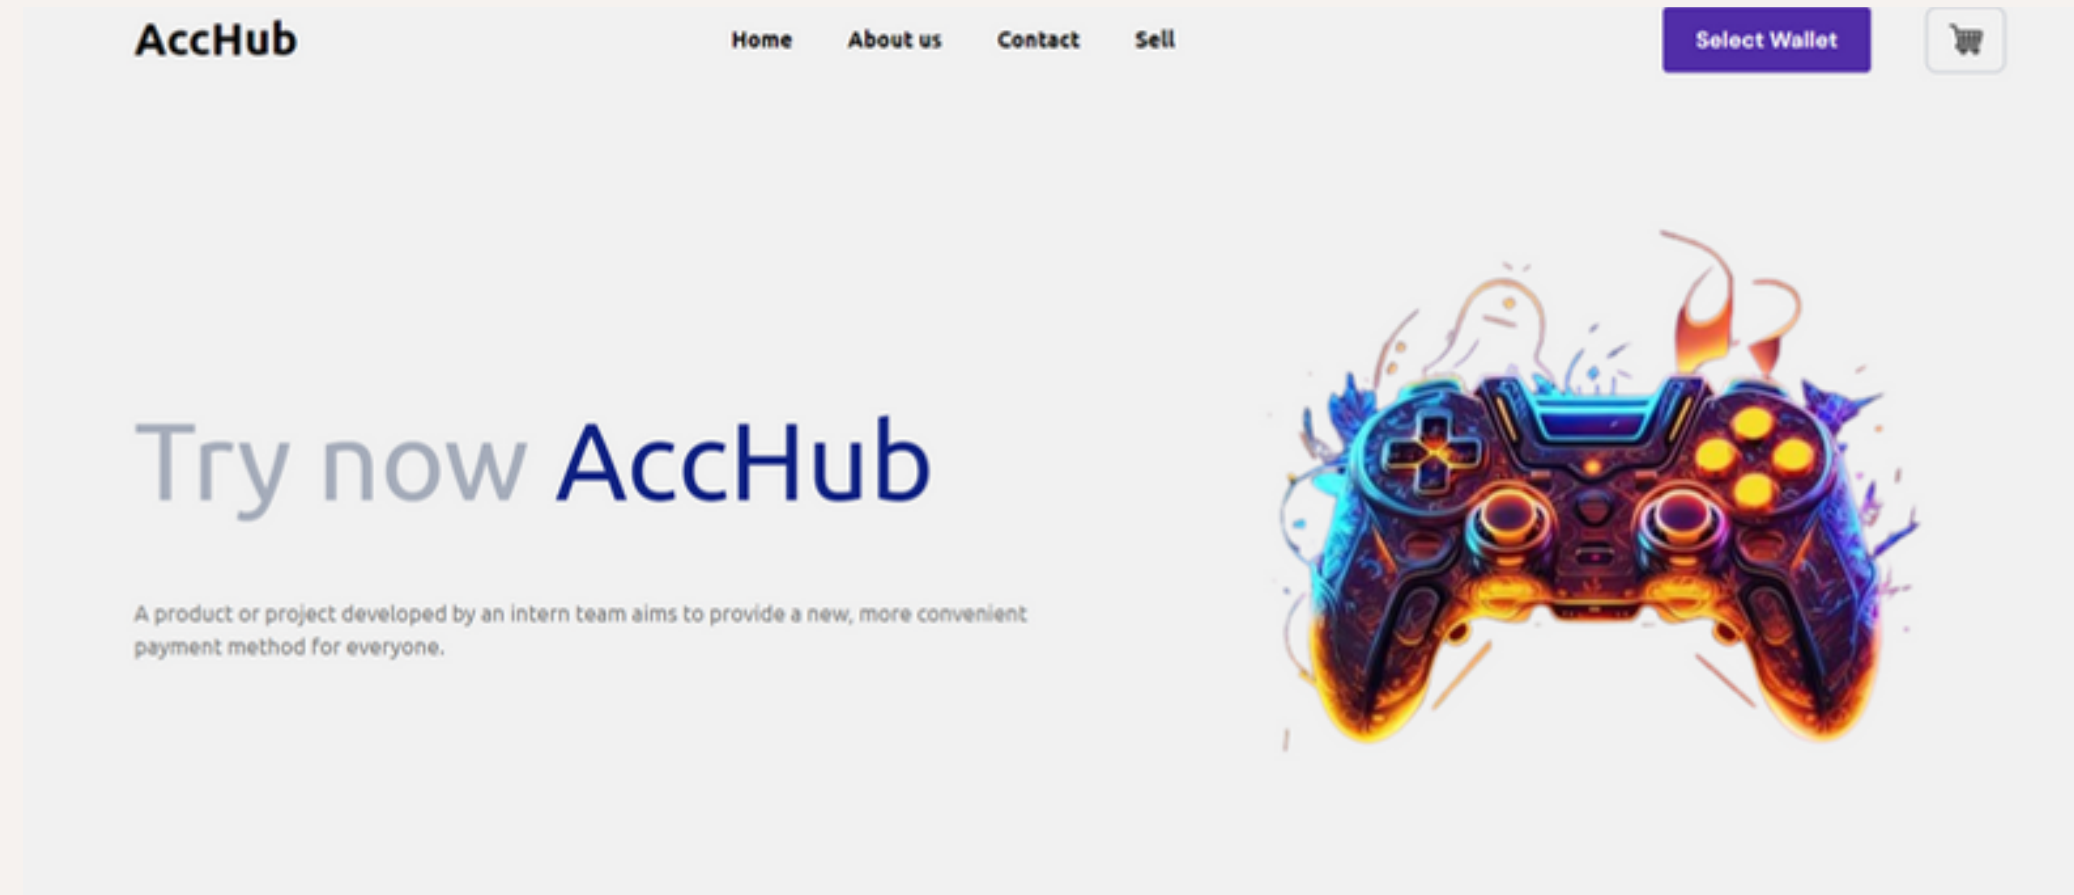 AccHub
Home
About us
Contact
Sell
Select Wallet
Try now AccHub
A product or project developed by an intern team aims to provide a new, more convenient
payment method for everyone.